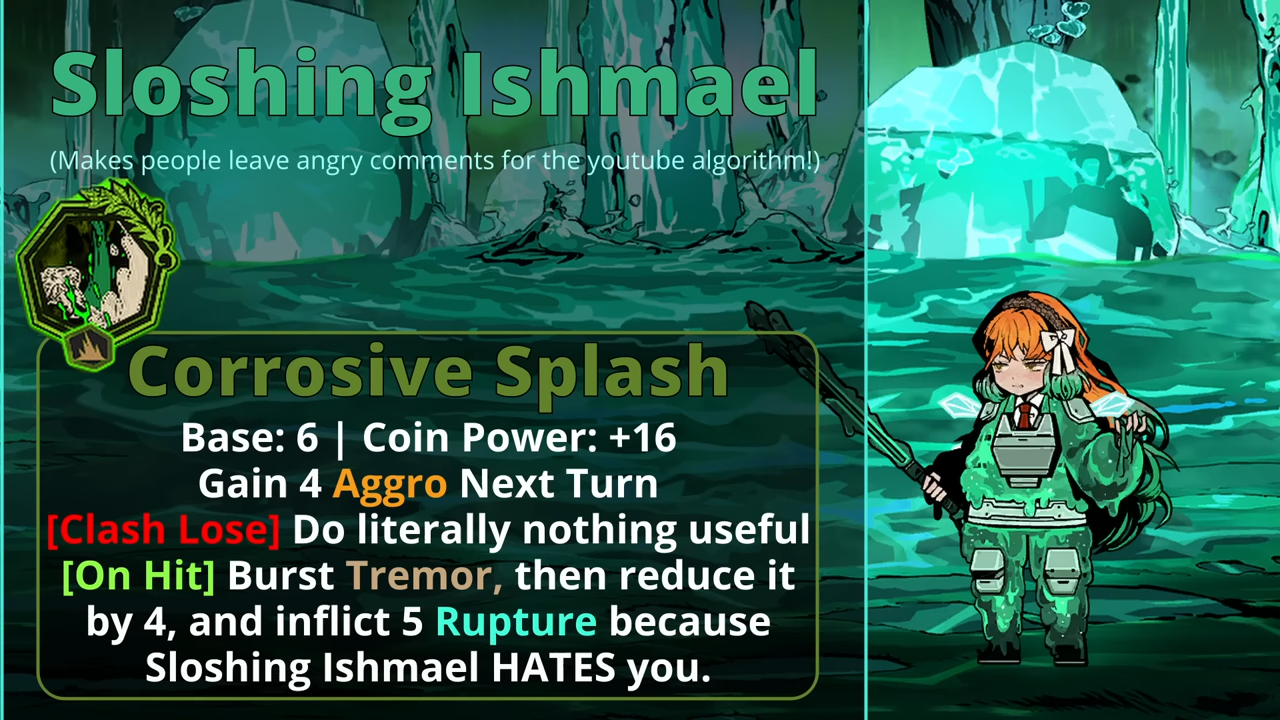 Sloshing Ishmael
(Makes people leave angry comments for the youtube algorithm!)
Corrosive Splash
Base: 6 | Coin Power: +16
Gain 4 Aggro Next Turn
[Clash Lose] Do literally nothing useful
[On Hit] Burst Tremor, then reduce it
by 4, and inflict 5 Rupture because
Sloshing Ishmael HATES you.